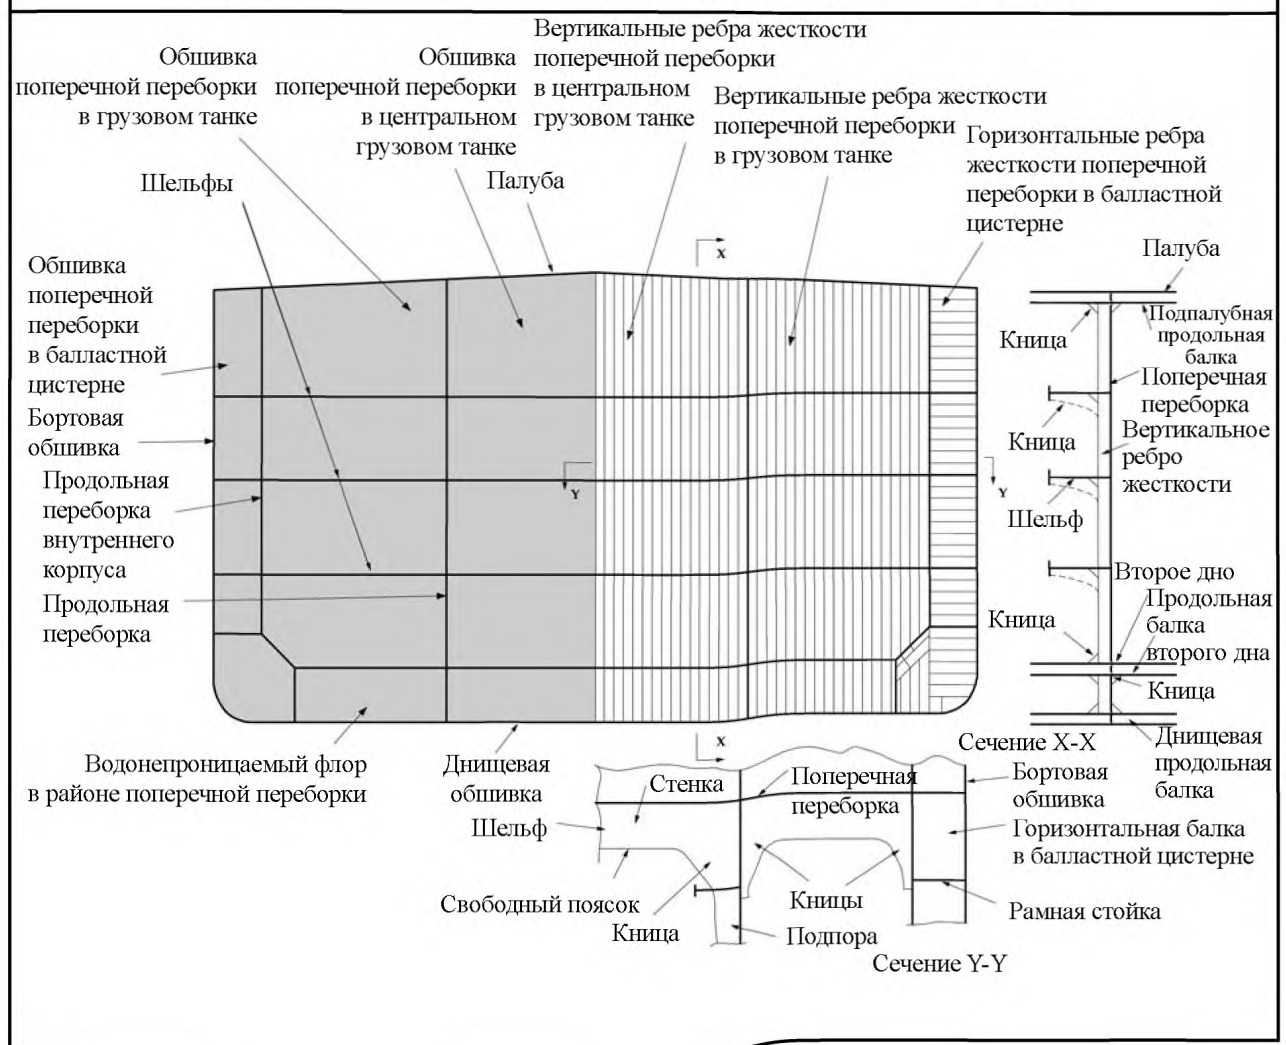 Обшивка
поперечной переборки
в грузовом танке
Обшивка
поперечной переборки
в центральном
грузовом танке
Вертикальные ребра жесткости
поперечной переборки
в центральном
грузовом танке
Вертикальные ребра жесткости
поперечной переборки
в грузовом танке
Горизонтальные ребра
жесткости поперечной
переборки в балластной
цистерне
Шельфы
Палуба
X
Обшивка
поперечной
переборки
в балластной
цистерне
Бортовая
обшивка
Продольная
переборка
внутреннего
корпуса
Продольная
переборка
Y
Y
Палуба
Подпалубная
продольная
балка
Кница
Поперечная
переборка
Кница
Вертикальное
ребро
жесткости
Шельф
Второе дно
Продольная
балка
второго дна
Кница
Кница
Днищевая
продольная
балка
Сечение X-X
Водонепроницаемый флор
в районе поперечной переборки
Днищевая
обшивка
X
Стенка
Поперечная
переборка
Бортовая
обшивка
Шельф
Горизонтальная балка
в балластной цистерне
Свободный поясок
Кница
Кницы
Подпора
Рамная стойка
Сечение Y-Y